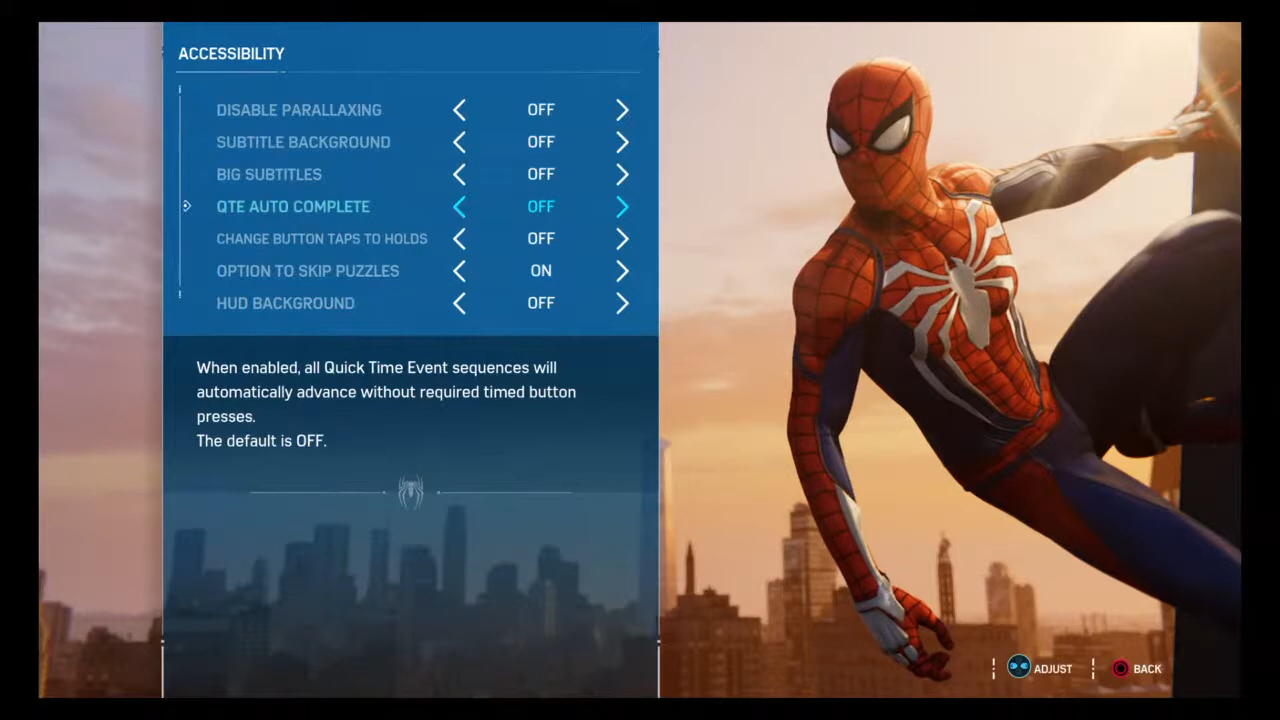 ACCESSIBILITY
DISABLE PARALLAXING OFF
SUBTITLE BACKGROUND OFF
BIG SUBTITLES OFF
QTE AUTO COMPLETE OFF
CHANGE BUTTON TAPS TO HOLDS OFF
OPTION TO SKIP PUZZLES ON
HUD BACKGROUND OFF
When enabled, all Quick Time Event sequences will
automatically advance without required timed button
presses.
The default is OFF.
ADJUST BACK